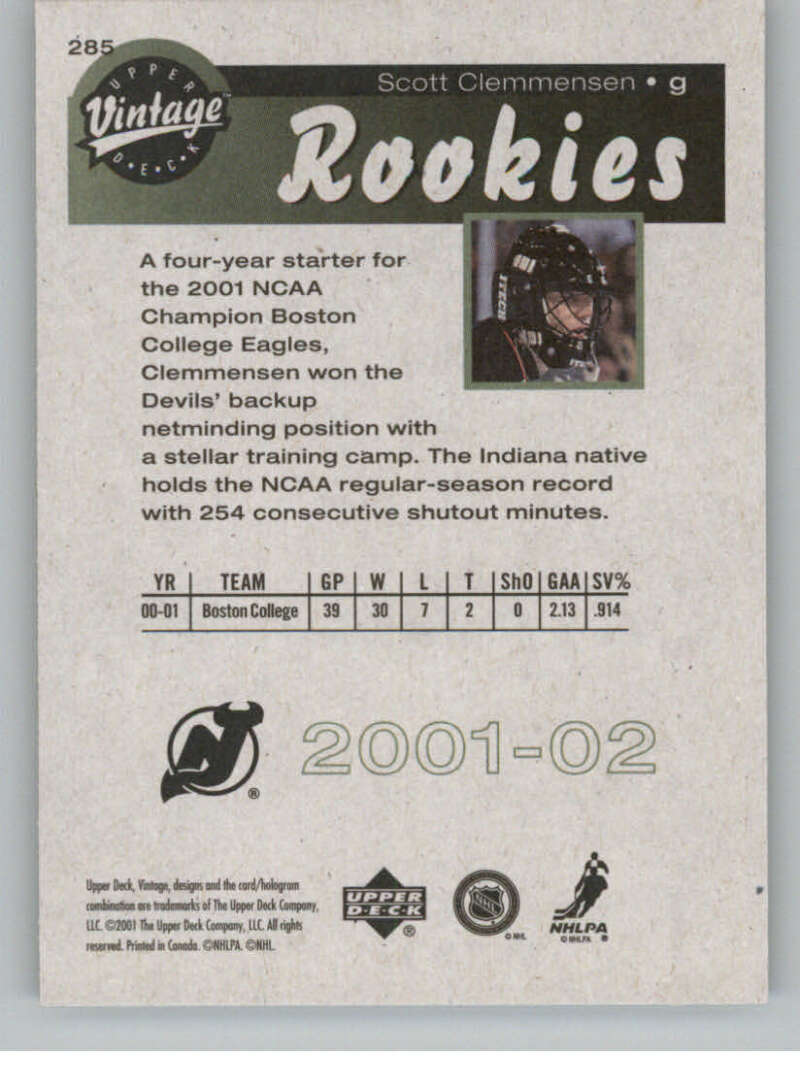 285
UPPER
Vintage™
D•E•C•K
Scott Clemmensen • g
Rookies
A four-year starter for
the 2001 NCAA
Champion Boston
College Eagles,
Clemmensen won the
Devils' backup
netminding position with
a stellar training camp. The Indiana native
holds the NCAA regular-season record
with 254 consecutive shutout minutes.
YR | TEAM | GP | W | L | T | ShO | GAA | SV%
00-01 | Boston College | 39 | 30 | 7 | 2 | 0 | 2.13 | .914
®
2001-02
Upper Deck, Vintage, designs and the card/hologram
combination are trademarks of The Upper Deck Company,
LLC. ©2001 The Upper Deck Company, LLC. All rights
reserved. Printed in Canada. ©NHLPA. ©NHL.
UPPER
D•E•C•K
®
© NHL
NHLPA
© NHLPA ®